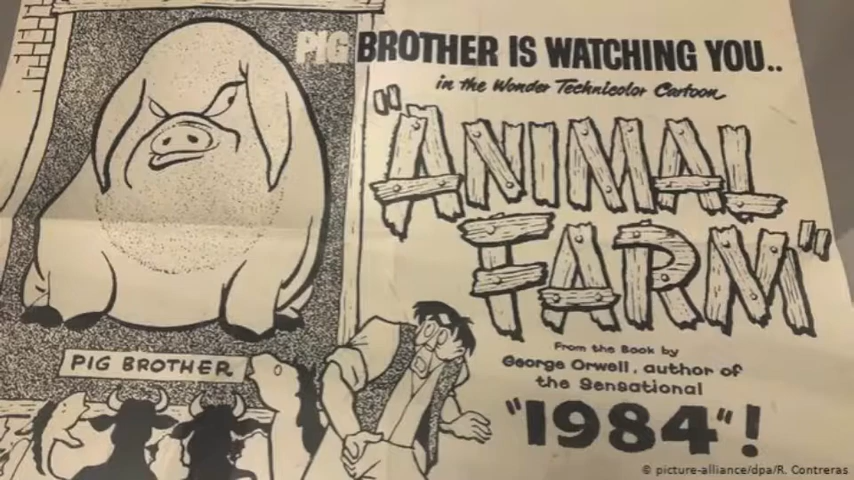 PIG BROTHER IS WATCHING YOU..
in the Wonder Technicolor Cartoon
"ANIMAL
FARM"
PIG BROTHER
From the Book by
George Orwell, author of
the Sensational
"1984"!
© picture-alliance/dpa/R. Contreras